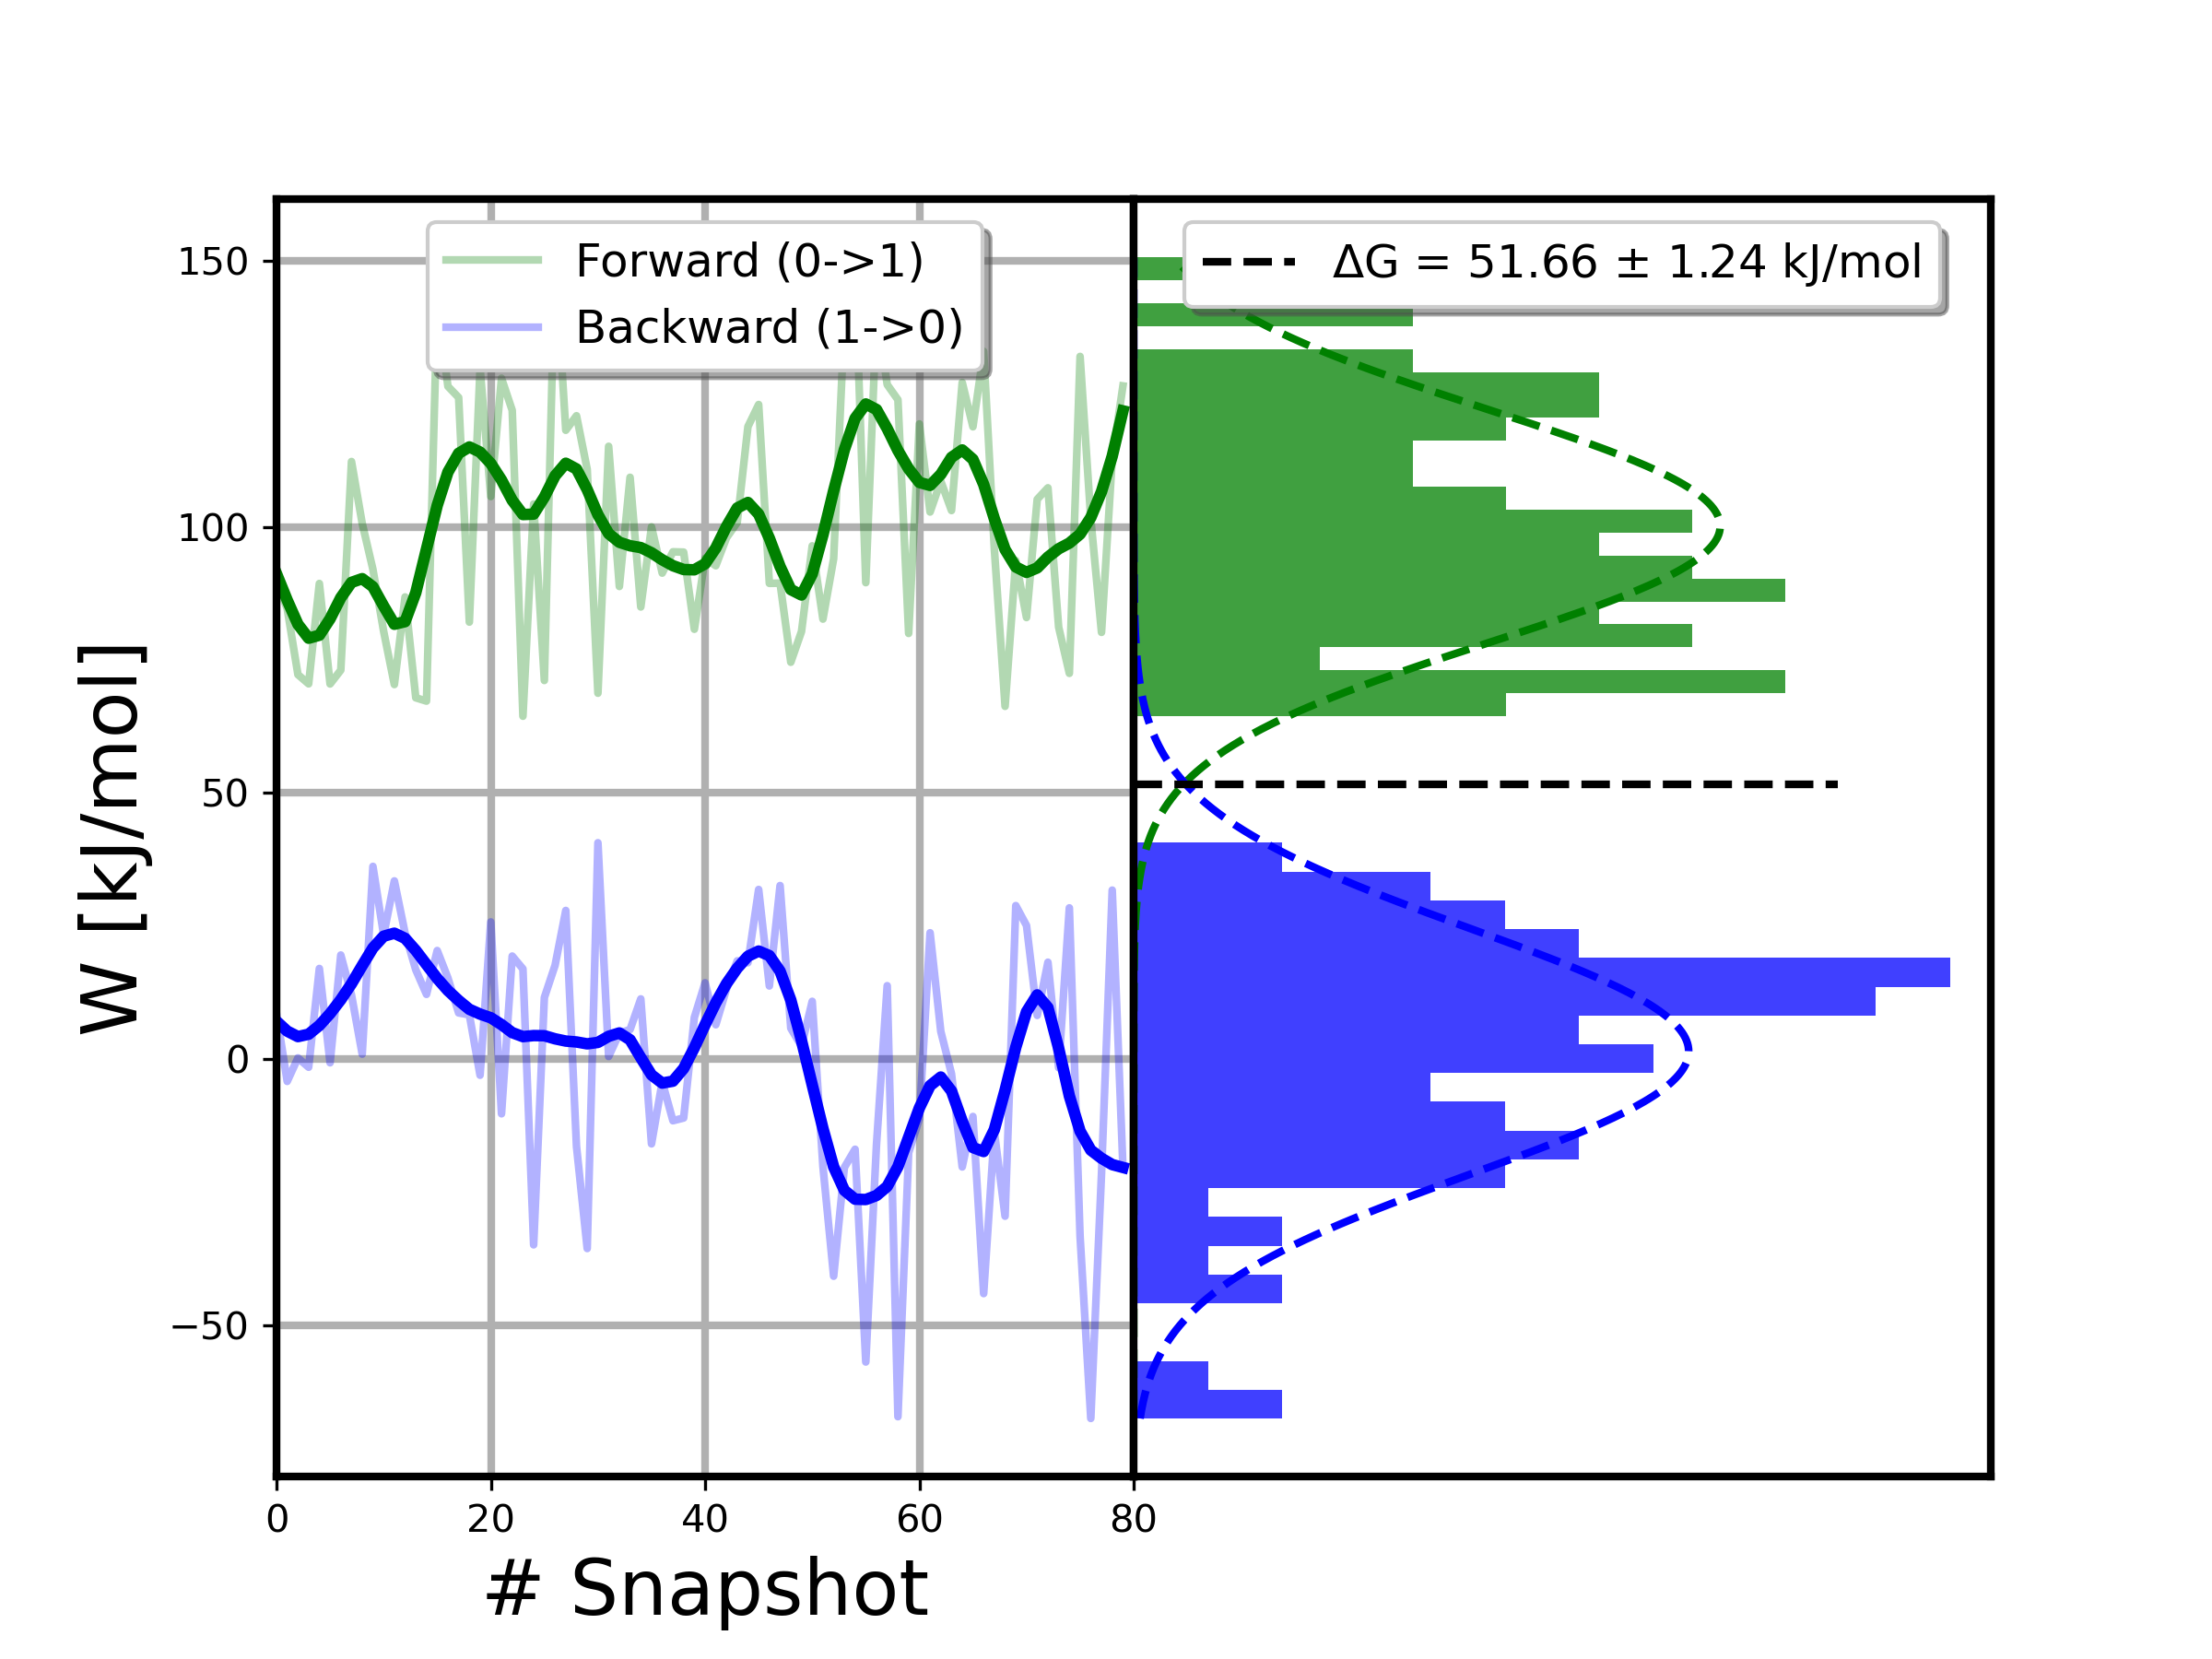 Forward (0->1)
Backward (1->0)
ΔG = 51.66 ± 1.24 kJ/mol
W [kJ/mol]
150
100
50
0
−50
0 20 40 60 80
# Snapshot